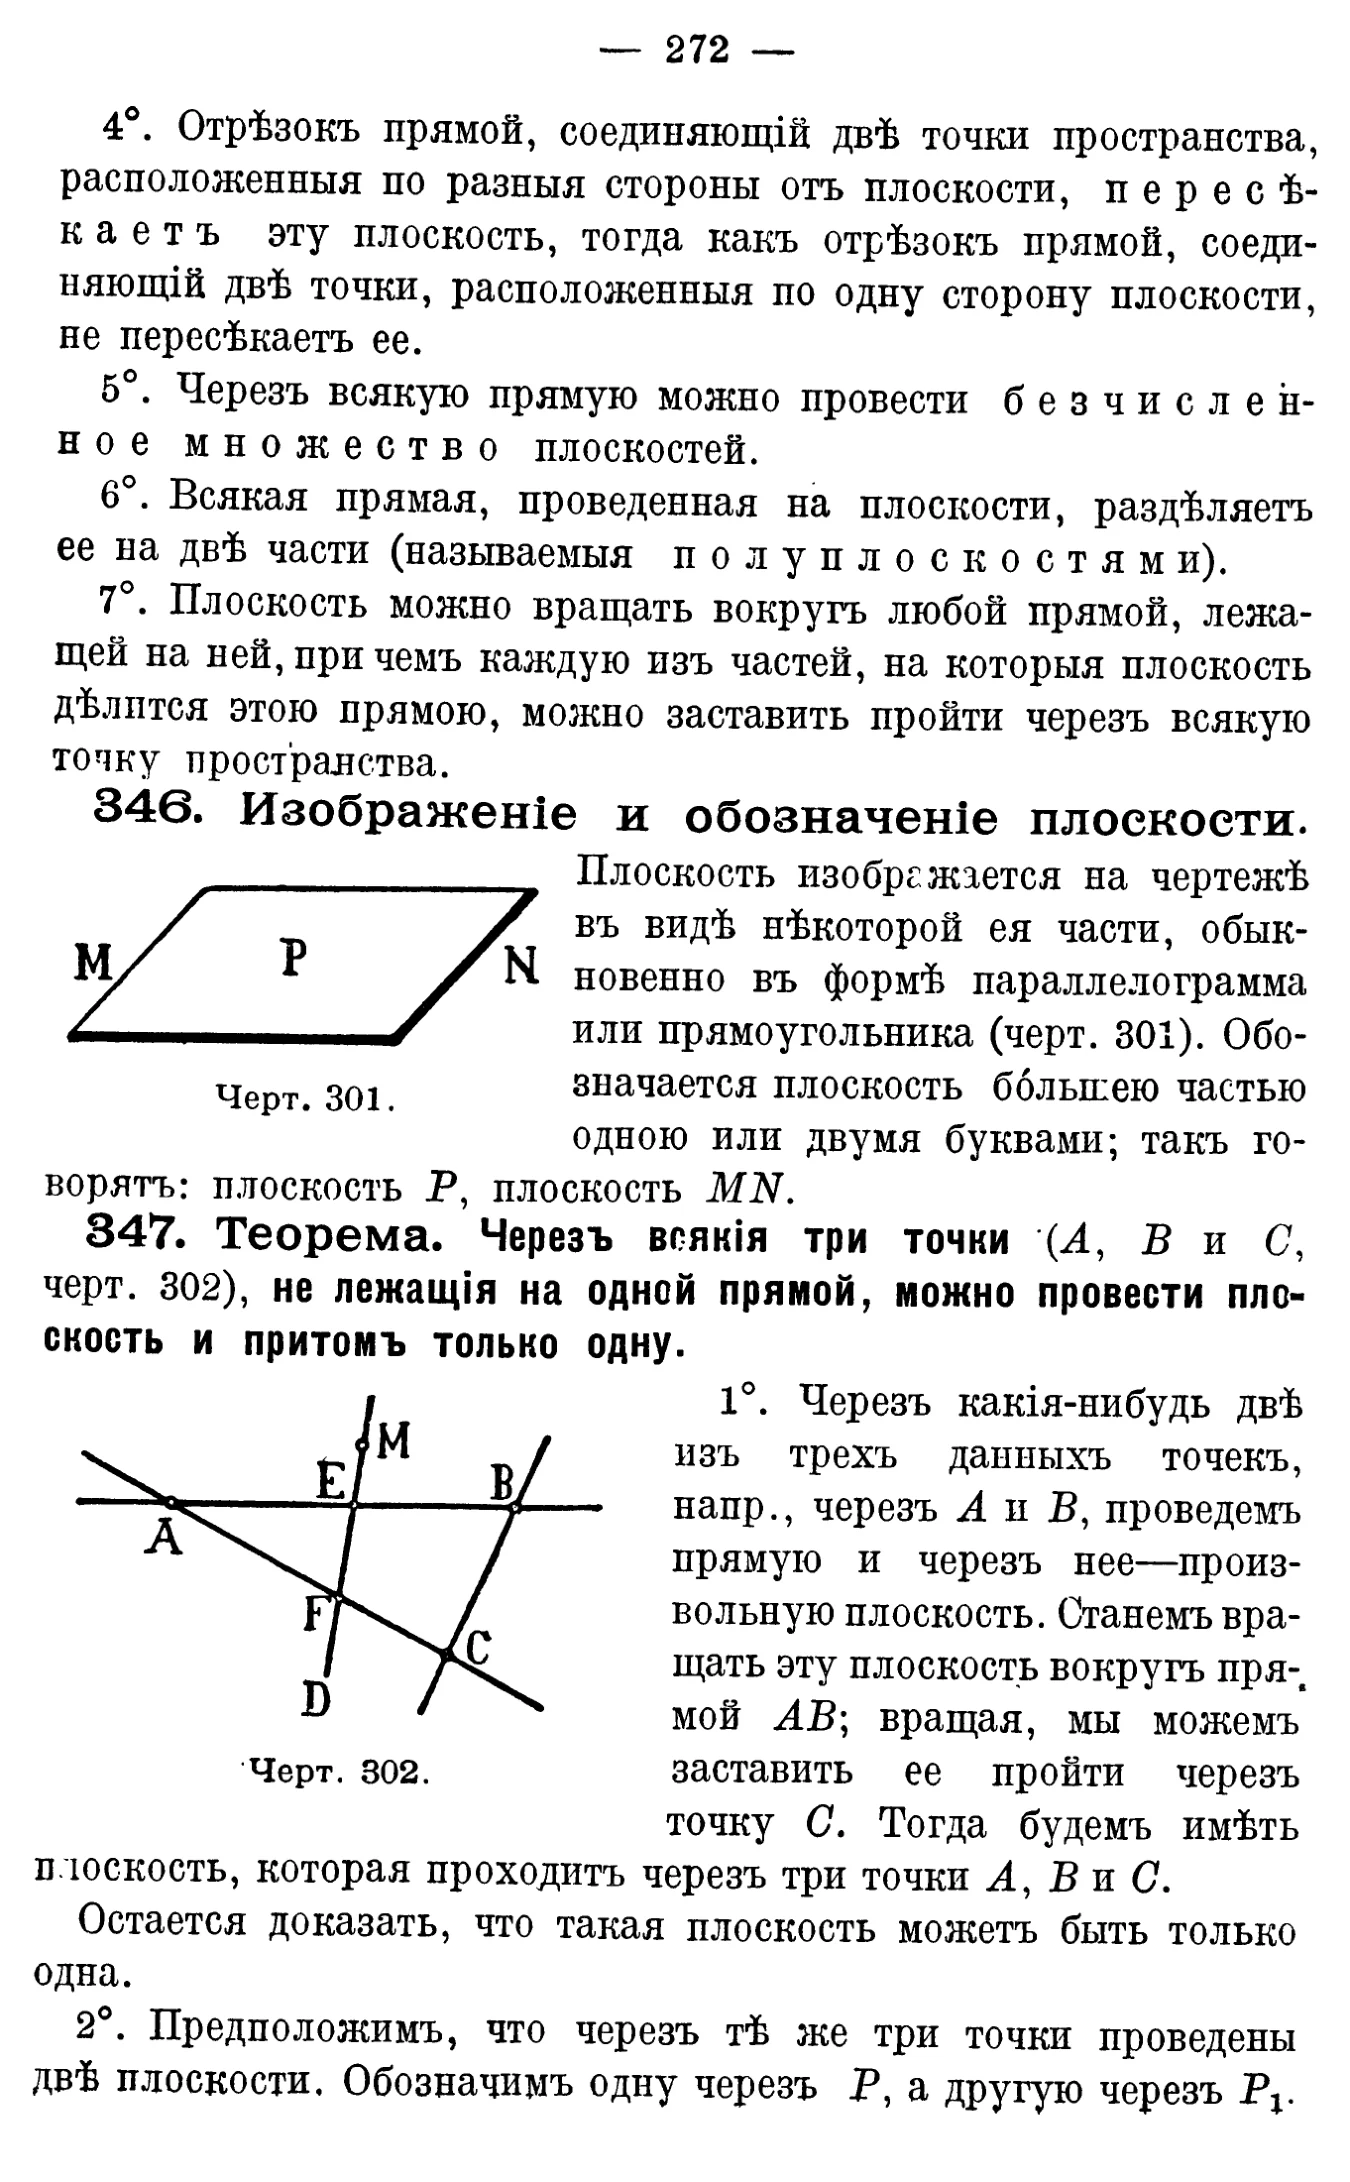 — 272 —
4°. Отрѣзокъ прямой, соединяющій двѣ точки пространства,
расположенныя по разныя стороны отъ плоскости, пересѣ-
каетъ эту плоскость, тогда какъ отрѣзокъ прямой, соеди-
няющій двѣ точки, расположенныя по одну сторону плоскости,
не пересѣкаетъ ее.
5°. Черезъ всякую прямую можно провести безчислен-
ное множество плоскостей.
6°. Всякая прямая, проведенная на плоскости, раздѣляетъ
ее на двѣ части (называемыя полуплоскостями).
7°. Плоскость можно вращать вокругъ любой прямой, лежа-
щей на ней, при чемъ каждую изъ частей, на которыя плоскость
дѣлится этою прямою, можно заставить пройти черезъ всякую
точку пространства.
346. Изображеніе и обозначеніе плоскости.
Плоскость изображается на чертежѣ
въ видѣ нѣкоторой ея части, обык-
новенно въ формѣ параллелограмма
или прямоугольника (черт. 301). Обо-
значается плоскость бóльшею частью
одною или двумя буквами; такъ го-
ворятъ: плоскость P, плоскость MN.
M
P
N
Черт. 301.
347. Теорема. Черезъ всякія три точки (A, B и C,
черт. 302), не лежащія на одной прямой, можно провести пло-
скость и притомъ только одну.
M
E
B
A
F
C
D
Черт. 302.
1°. Черезъ какія-нибудь двѣ
изъ трехъ данныхъ точекъ,
напр., черезъ A и B, проведемъ
прямую и черезъ нее—произ-
вольную плоскость. Станемъ вра-
щать эту плоскость вокругъ пря-
мой AB; вращая, мы можемъ
заставить ее пройти черезъ
точку C. Тогда будемъ имѣть
плоскость, которая проходитъ черезъ три точки A, B и C.
Остается доказать, что такая плоскость можетъ быть только
одна.
2°. Предположимъ, что черезъ тѣ же три точки проведены
двѣ плоскости. Обозначимъ одну черезъ P, а другую черезъ P₁.